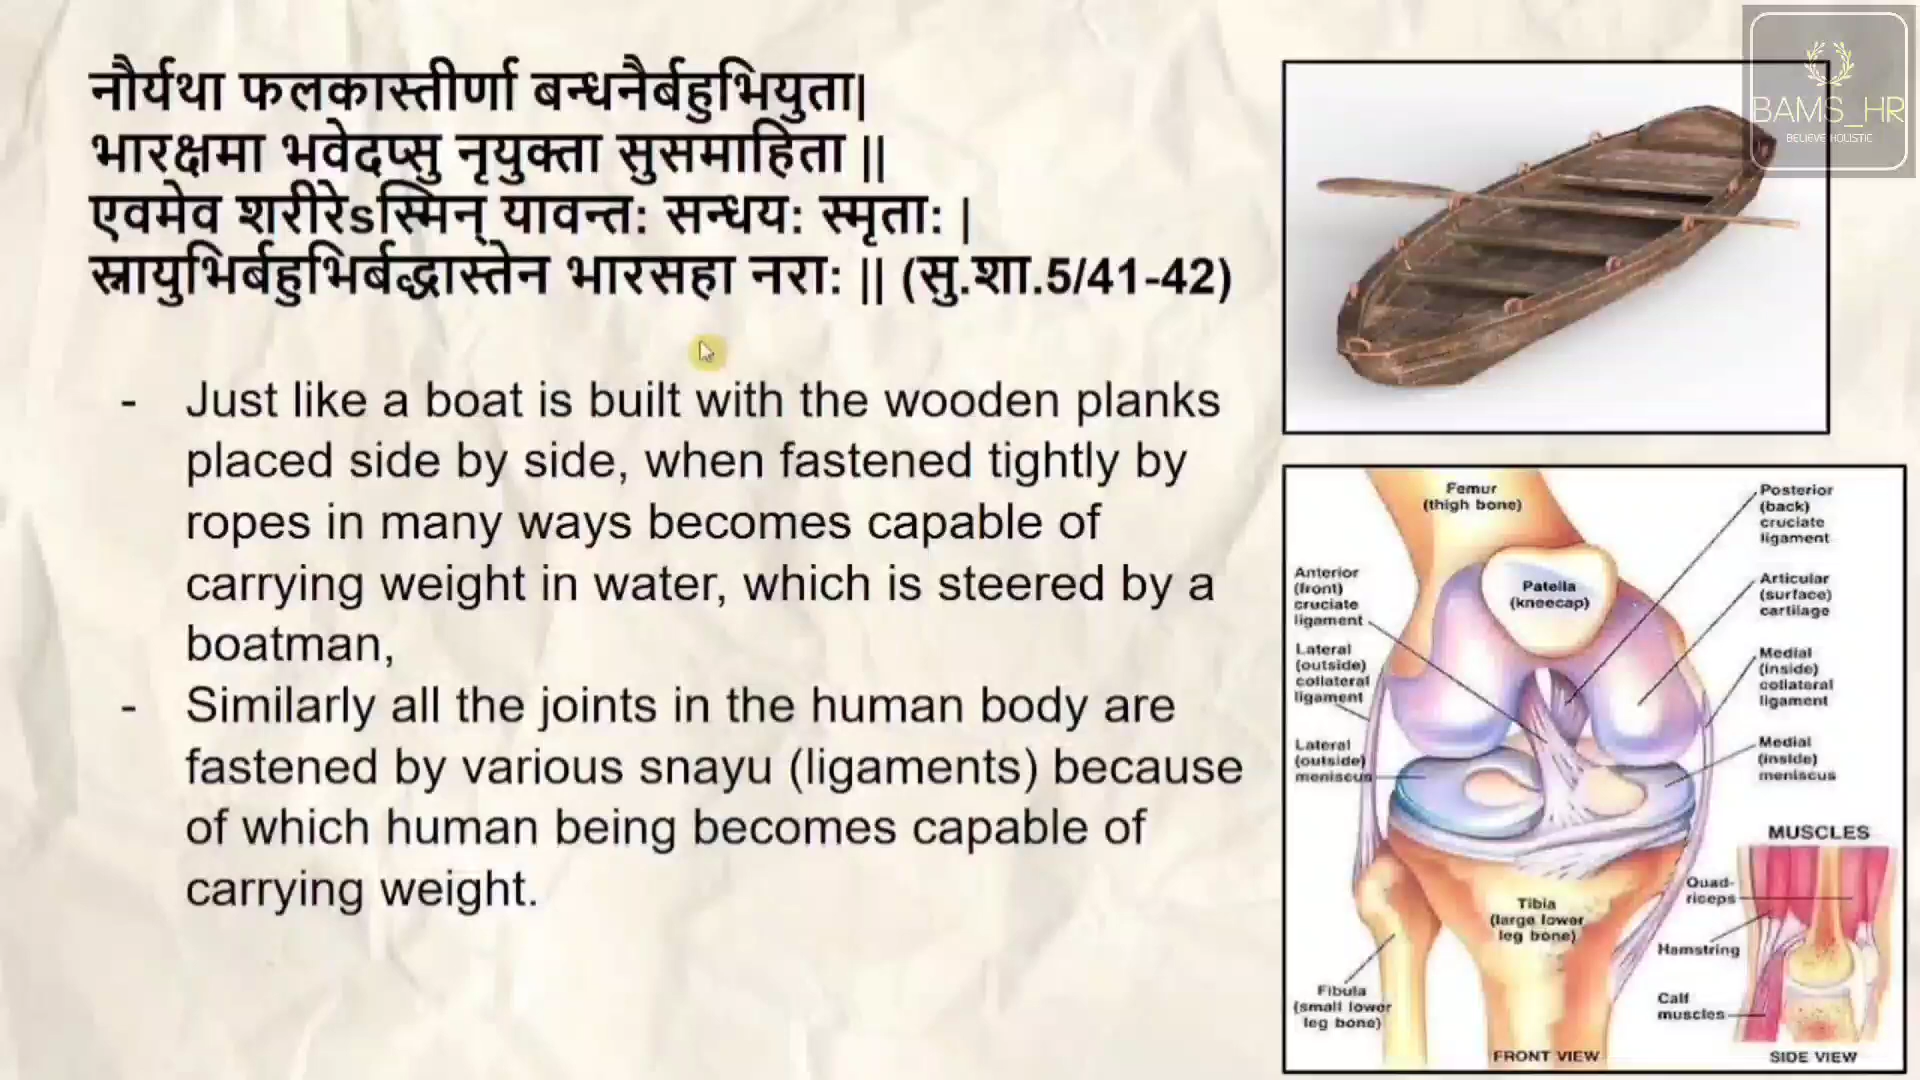 नौर्यथा फलकास्तीर्णा बन्धनैर्बहुभियुता|
भारक्षमा भवेदप्सु नृयुक्ता सुसमाहिता ||
एवमेव शरीरेsस्मिन् यावन्त: सन्धय: स्मृता: |
स्नायुभिर्बहुभिर्बद्धास्तेन भारसहा नरा: || (सु.शा.5/41-42)
- Just like a boat is built with the wooden planks
placed side by side, when fastened tightly by
ropes in many ways becomes capable of
carrying weight in water, which is steered by a
boatman,
- Similarly all the joints in the human body are
fastened by various snayu (ligaments) because
of which human being becomes capable of
carrying weight.
BAMS_HR
BELIEVE HOLISTIC
Femur
(thigh bone)
Posterior
(back)
cruciate
ligament
Anterior
(front)
cruciate
ligament
Patella
(kneecap)
Articular
(surface)
cartilage
Lateral
(outside)
collateral
ligament
Medial
(inside)
collateral
ligament
Lateral
(outside)
meniscus
Medial
(inside)
meniscus
MUSCLES
Quad-
riceps
Hamstring
Calf
muscles
Tibia
(large lower
leg bone)
Fibula
(small lower
leg bone)
FRONT VIEW
SIDE VIEW